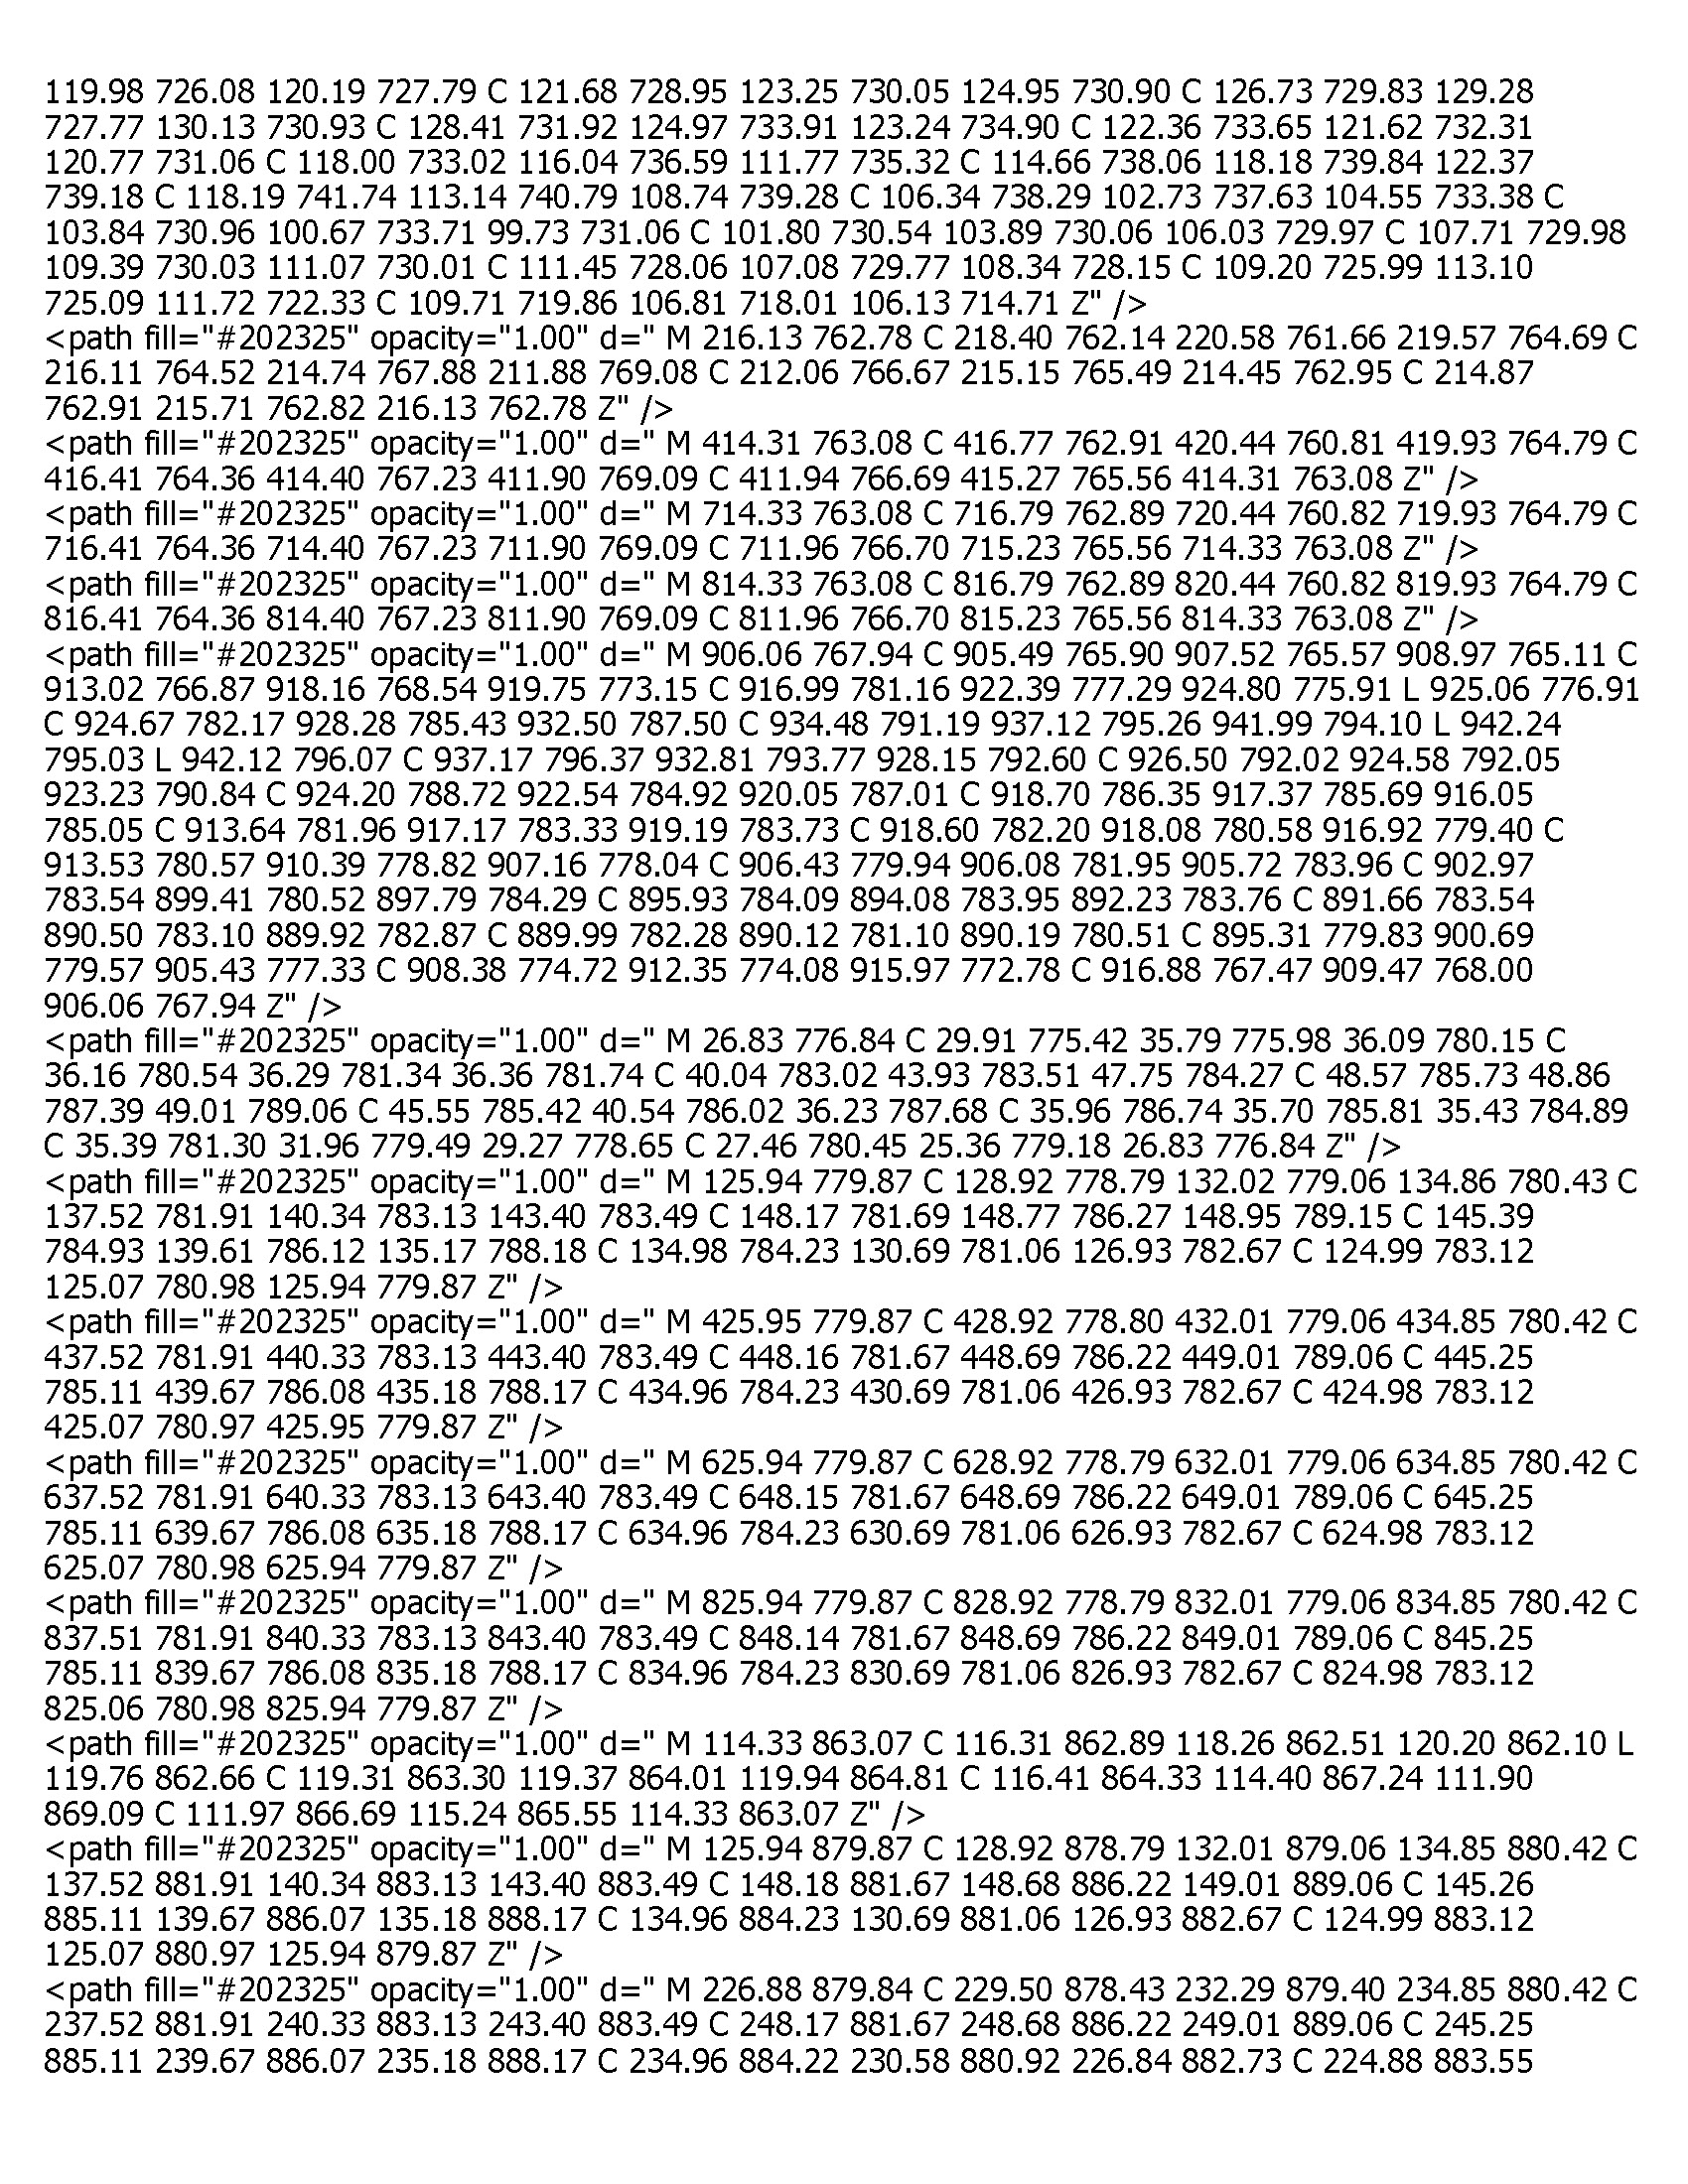 119.98 726.08 120.19 727.79 C 121.68 728.95 123.25 730.05 124.95 730.90 C 126.73 729.83 129.28
727.77 130.13 730.93 C 128.41 731.92 124.97 733.91 123.24 734.90 C 122.36 733.65 121.62 732.31
120.77 731.06 C 118.00 733.02 116.04 736.59 111.77 735.32 C 114.66 738.06 118.18 739.84 122.37
739.18 C 118.19 741.74 113.14 740.79 108.74 739.28 C 106.34 738.29 102.73 737.63 104.55 733.38 C
103.84 730.96 100.67 733.71 99.73 731.06 C 101.80 730.54 103.89 730.06 106.03 729.97 C 107.71 729.98
109.39 730.03 111.07 730.01 C 111.45 728.06 107.08 729.77 108.34 728.15 C 109.20 725.99 113.10
725.09 111.72 722.33 C 109.71 719.86 106.81 718.01 106.13 714.71 Z" />
<path fill="#202325" opacity="1.00" d=" M 216.13 762.78 C 218.40 762.14 220.58 761.66 219.57 764.69 C
216.11 764.52 214.74 767.88 211.88 769.08 C 212.06 766.67 215.15 765.49 214.45 762.95 C 214.87
762.91 215.71 762.82 216.13 762.78 Z" />
<path fill="#202325" opacity="1.00" d=" M 414.31 763.08 C 416.77 762.91 420.44 760.81 419.93 764.79 C
416.41 764.36 414.40 767.23 411.90 769.09 C 411.94 766.69 415.27 765.56 414.31 763.08 Z" />
<path fill="#202325" opacity="1.00" d=" M 714.33 763.08 C 716.79 762.89 720.44 760.82 719.93 764.79 C
716.41 764.36 714.40 767.23 711.90 769.09 C 711.96 766.70 715.23 765.56 714.33 763.08 Z" />
<path fill="#202325" opacity="1.00" d=" M 814.33 763.08 C 816.79 762.89 820.44 760.82 819.93 764.79 C
816.41 764.36 814.40 767.23 811.90 769.09 C 811.96 766.70 815.23 765.56 814.33 763.08 Z" />
<path fill="#202325" opacity="1.00" d=" M 906.06 767.94 C 905.49 765.90 907.52 765.57 908.97 765.11 C
913.02 766.87 918.16 768.54 919.75 773.15 C 916.99 781.16 922.39 777.29 924.80 775.91 L 925.06 776.91
C 924.67 782.17 928.28 785.43 932.50 787.50 C 934.48 791.19 937.12 795.26 941.99 794.10 L 942.24
795.03 L 942.12 796.07 C 937.17 796.37 932.81 793.77 928.15 792.60 C 926.50 792.02 924.58 792.05
923.23 790.84 C 924.20 788.72 922.54 784.92 920.05 787.01 C 918.70 786.35 917.37 785.69 916.05
785.05 C 913.64 781.96 917.17 783.33 919.19 783.73 C 918.60 782.20 918.08 780.58 916.92 779.40 C
913.53 780.57 910.39 778.82 907.16 778.04 C 906.43 779.94 906.08 781.95 905.72 783.96 C 902.97
783.54 899.41 780.52 897.79 784.29 C 895.93 784.09 894.08 783.95 892.23 783.76 C 891.66 783.54
890.50 783.10 889.92 782.87 C 889.99 782.28 890.12 781.10 890.19 780.51 C 895.31 779.83 900.69
779.57 905.43 777.33 C 908.38 774.72 912.35 774.08 915.97 772.78 C 916.88 767.47 909.47 768.00
906.06 767.94 Z" />
<path fill="#202325" opacity="1.00" d=" M 26.83 776.84 C 29.91 775.42 35.79 775.98 36.09 780.15 C
36.16 780.54 36.29 781.34 36.36 781.74 C 40.04 783.02 43.93 783.51 47.75 784.27 C 48.57 785.73 48.86
787.39 49.01 789.06 C 45.55 785.42 40.54 786.02 36.23 787.68 C 35.96 786.74 35.70 785.81 35.43 784.89
C 35.39 781.30 31.96 779.49 29.27 778.65 C 27.46 780.45 25.36 779.18 26.83 776.84 Z" />
<path fill="#202325" opacity="1.00" d=" M 125.94 779.87 C 128.92 778.79 132.02 779.06 134.86 780.43 C
137.52 781.91 140.34 783.13 143.40 783.49 C 148.17 781.69 148.77 786.27 148.95 789.15 C 145.39
784.93 139.61 786.12 135.17 788.18 C 134.98 784.23 130.69 781.06 126.93 782.67 C 124.99 783.12
125.07 780.98 125.94 779.87 Z" />
<path fill="#202325" opacity="1.00" d=" M 425.95 779.87 C 428.92 778.80 432.01 779.06 434.85 780.42 C
437.52 781.91 440.33 783.13 443.40 783.49 C 448.16 781.67 448.69 786.22 449.01 789.06 C 445.25
785.11 439.67 786.08 435.18 788.17 C 434.96 784.23 430.69 781.06 426.93 782.67 C 424.98 783.12
425.07 780.97 425.95 779.87 Z" />
<path fill="#202325" opacity="1.00" d=" M 625.94 779.87 C 628.92 778.79 632.01 779.06 634.85 780.42 C
637.52 781.91 640.33 783.13 643.40 783.49 C 648.15 781.67 648.69 786.22 649.01 789.06 C 645.25
785.11 639.67 786.08 635.18 788.17 C 634.96 784.23 630.69 781.06 626.93 782.67 C 624.98 783.12
625.07 780.98 625.94 779.87 Z" />
<path fill="#202325" opacity="1.00" d=" M 825.94 779.87 C 828.92 778.79 832.01 779.06 834.85 780.42 C
837.51 781.91 840.33 783.13 843.40 783.49 C 848.14 781.67 848.69 786.22 849.01 789.06 C 845.25
785.11 839.67 786.08 835.18 788.17 C 834.96 784.23 830.69 781.06 826.93 782.67 C 824.98 783.12
825.06 780.98 825.94 779.87 Z" />
<path fill="#202325" opacity="1.00" d=" M 114.33 863.07 C 116.31 862.89 118.26 862.51 120.20 862.10 L
119.76 862.66 C 119.31 863.30 119.37 864.01 119.94 864.81 C 116.41 864.33 114.40 867.24 111.90
869.09 C 111.97 866.69 115.24 865.55 114.33 863.07 Z" />
<path fill="#202325" opacity="1.00" d=" M 125.94 879.87 C 128.92 878.79 132.01 879.06 134.85 880.42 C
137.52 881.91 140.34 883.13 143.40 883.49 C 148.18 881.67 148.68 886.22 149.01 889.06 C 145.26
885.11 139.67 886.07 135.18 888.17 C 134.96 884.23 130.69 881.06 126.93 882.67 C 124.99 883.12
125.07 880.97 125.94 879.87 Z" />
<path fill="#202325" opacity="1.00" d=" M 226.88 879.84 C 229.50 878.43 232.29 879.40 234.85 880.42 C
237.52 881.91 240.33 883.13 243.40 883.49 C 248.17 881.67 248.68 886.22 249.01 889.06 C 245.25
885.11 239.67 886.07 235.18 888.17 C 234.96 884.22 230.58 880.92 226.84 882.73 C 224.88 883.55